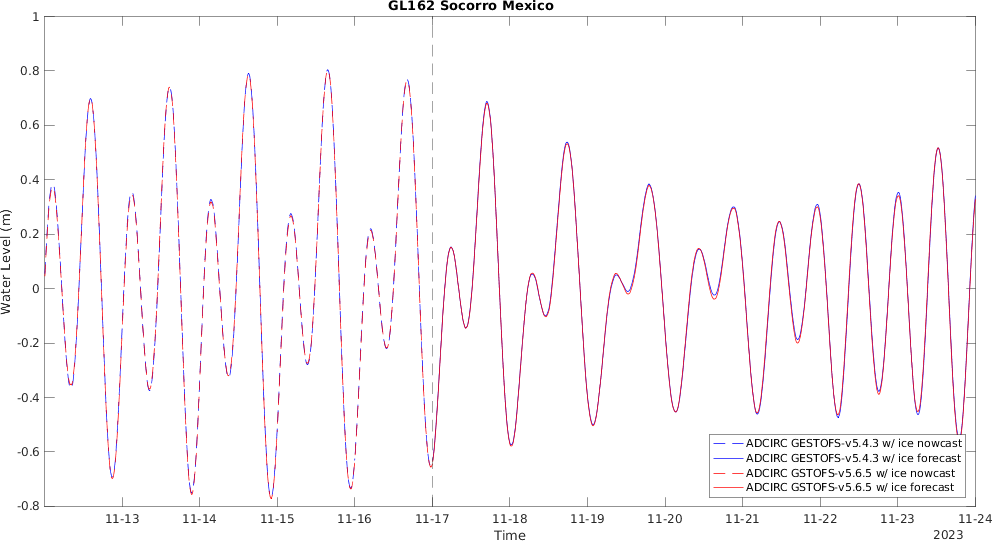 GL162 Socorro Mexico
1
0.8
0.6
0.4
0.2
0
-0.2
-0.4
-0.6
-0.8
Water Level (m)
ADCIRC GESTOFS-v5.4.3 w/ ice nowcast
ADCIRC GESTOFS-v5.4.3 w/ ice forecast
ADCIRC GSTOFS-v5.6.5 w/ ice nowcast
ADCIRC GSTOFS-v5.6.5 w/ ice forecast
11-13 11-14 11-15 11-16 11-17 11-18 11-19 11-20 11-21 11-22 11-23 11-24
Time
2023